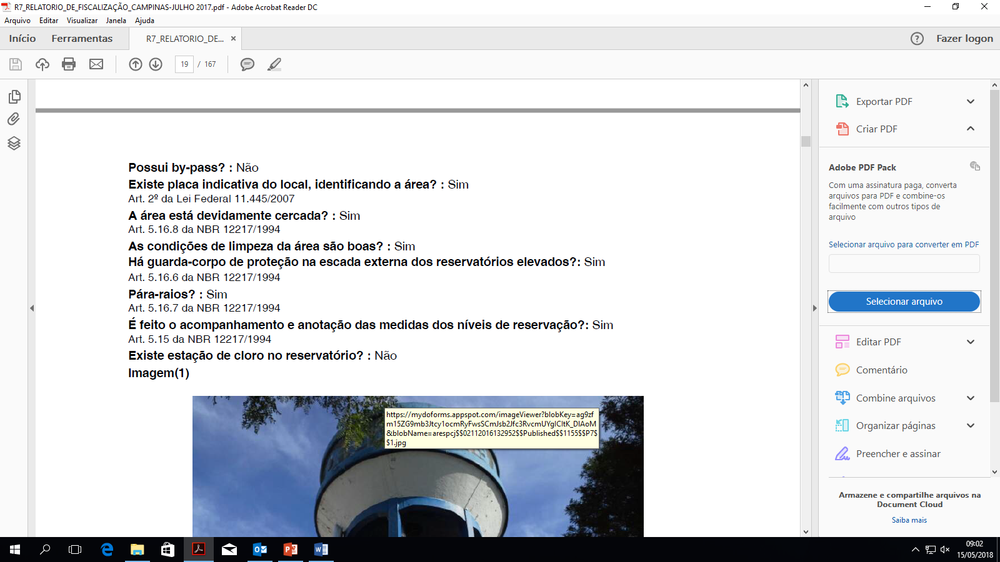 R7_RELATORIO_DE_FISCALIZAÇÃO_CAMPINAS-JULHO 2017.pdf - Adobe Acrobat Reader DC
Arquivo Editar Visualizar Janela Ajuda
Início Ferramentas R7_RELATORIO_DE... × ? Fazer logon
19 / 167
Possui by-pass? : Não
Existe placa indicativa do local, identificando a área? : Sim
Art. 2º da Lei Federal 11.445/2007
A área está devidamente cercada? : Sim
Art. 5.16.8 da NBR 12217/1994
As condições de limpeza da área são boas? : Sim
Há guarda-corpo de proteção na escada externa dos reservatórios elevados?: Sim
Art. 5.16.6 da NBR 12217/1994
Pára-raios? : Sim
Art. 5.16.7 da NBR 12217/1994
É feito o acompanhamento e anotação das medidas dos níveis de reservação?: Sim
Art. 5.15 da NBR 12217/1994
Existe estação de cloro no reservatório? : Não
Imagem(1)
https://mydoforms.appspot.com/imageViewer?blobKey=ag9zf
m15ZG9mb3Jtcy1ocmRyFwsSCmJsb2Jfc3RvcmUYgICItK_DIAoM
&blobName=arespcj$$02112016132952$$Published$$1155$$P7$
$1.jpg
Exportar PDF
Criar PDF
Adobe PDF Pack
Com uma assinatura paga, converta
arquivos para PDF e combine-os
facilmente com outros tipos de
arquivo
Selecionar arquivo para converter em PDF
Selecionar arquivo
Editar PDF
Comentário
Combine arquivos
Organizar páginas
Preencher e assinar
Armazene e compartilhe arquivos na
Document Cloud
Saiba mais
09:02
15/05/2018